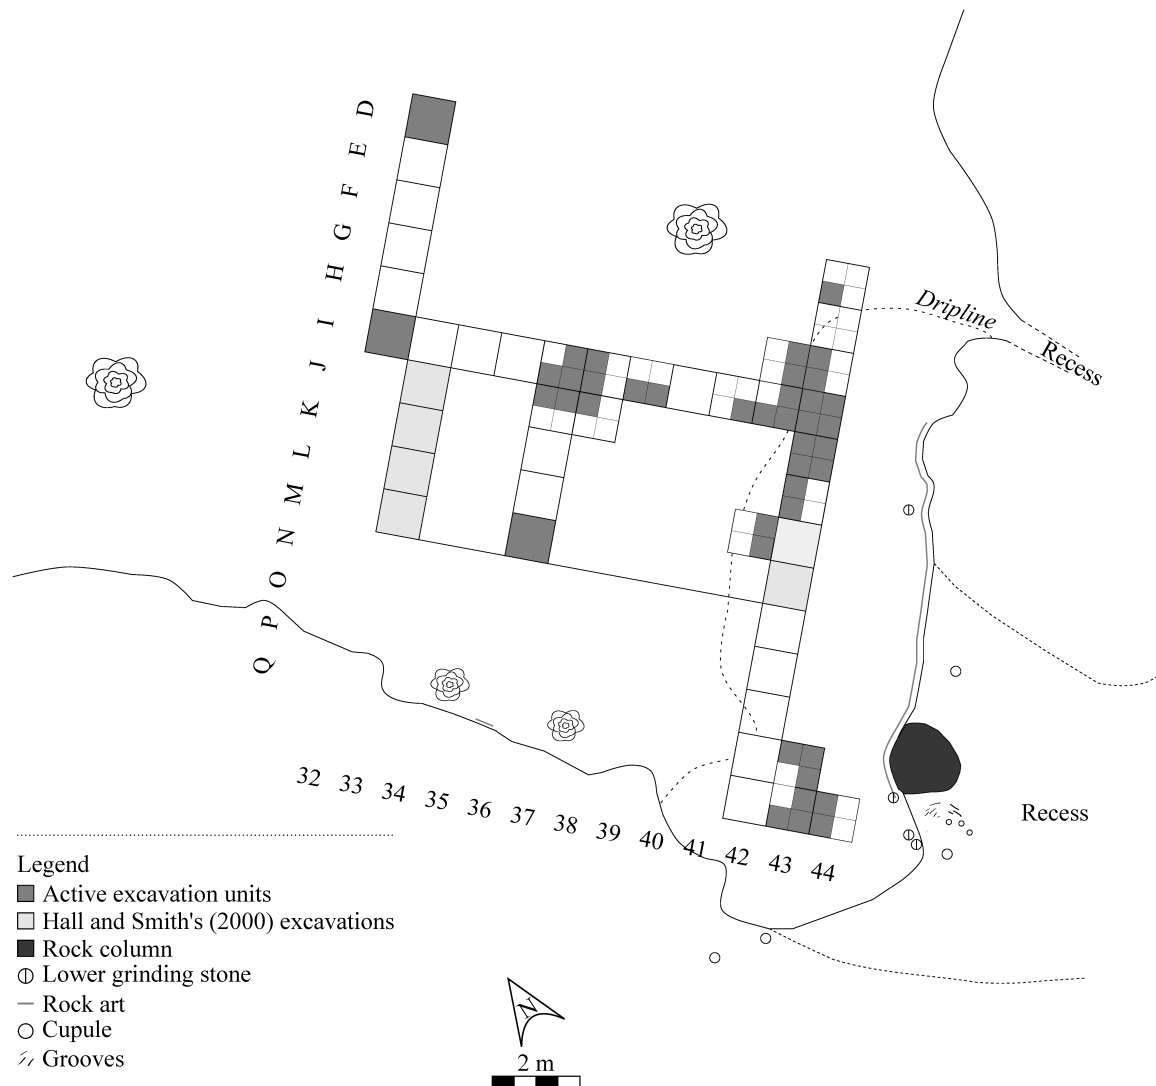 D
E
F
G
H
I
J
K
L
M
N
O
P
Q
Dripline
Recess
32 33 34 35 36 37 38 39 40 41 42 43 44
Recess
Legend
Active excavation units
Hall and Smith's (2000) excavations
Rock column
Lower grinding stone
Rock art
Cupule
Grooves
N
2 m